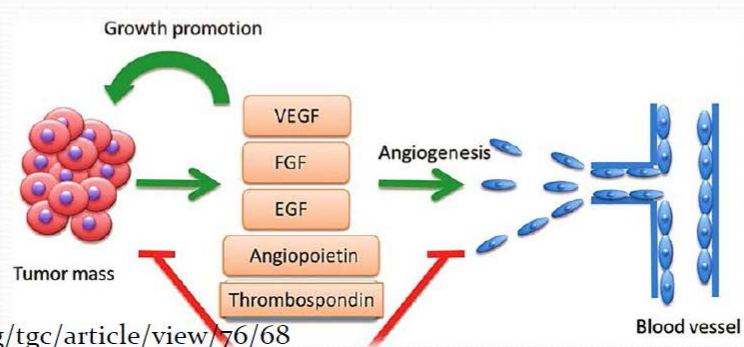 Growth promotion
VEGF
FGF
EGF
Angiopoietin
Thrombospondin
Angiogenesis
Tumor mass
Blood vessel
g/tgc/article/view/76/68